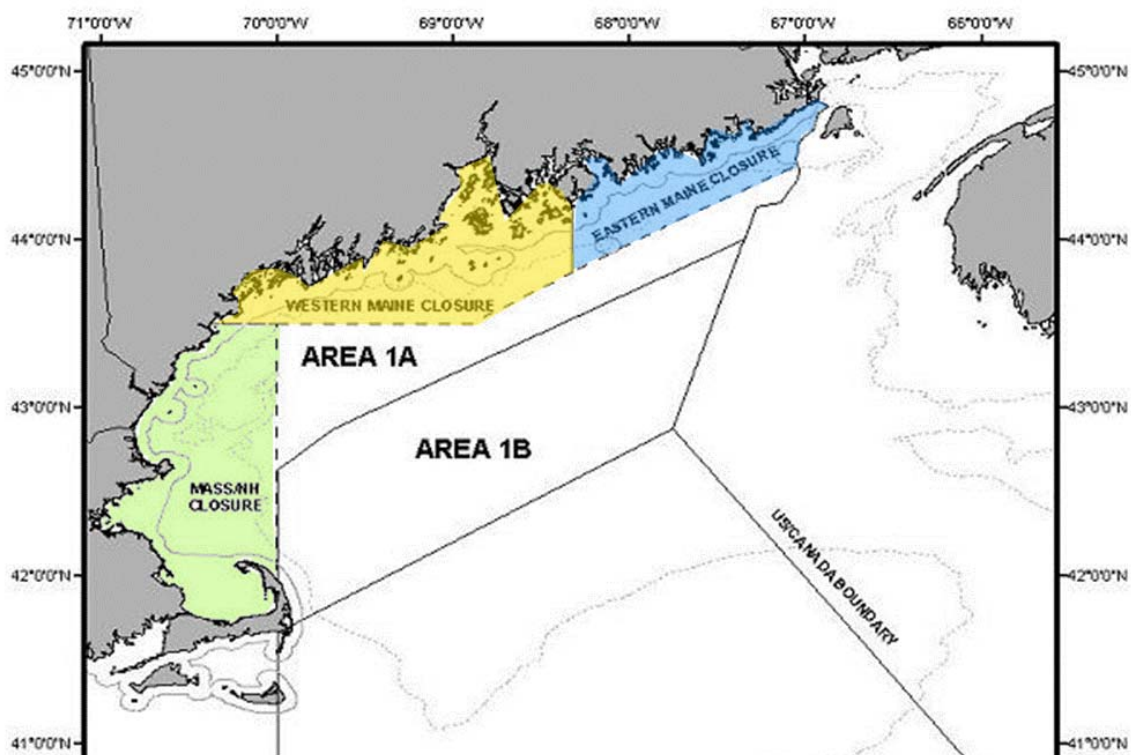 71°0'0"W 70°0'0"W 69°0'0"W 68°0'0"W 67°0'0"W 66°0'0"W
45°0'0"N 45°0'0"N
EASTERN MAINE CLOSURE
44°0'0"N 44°0'0"N
WESTERN MAINE CLOSURE
AREA 1A
43°0'0"N 43°0'0"N
AREA 1B
MASS/NH
CLOSURE
US/CANADA BOUNDARY
42°0'0"N 42°0'0"N
41°0'0"N 41°0'0"N